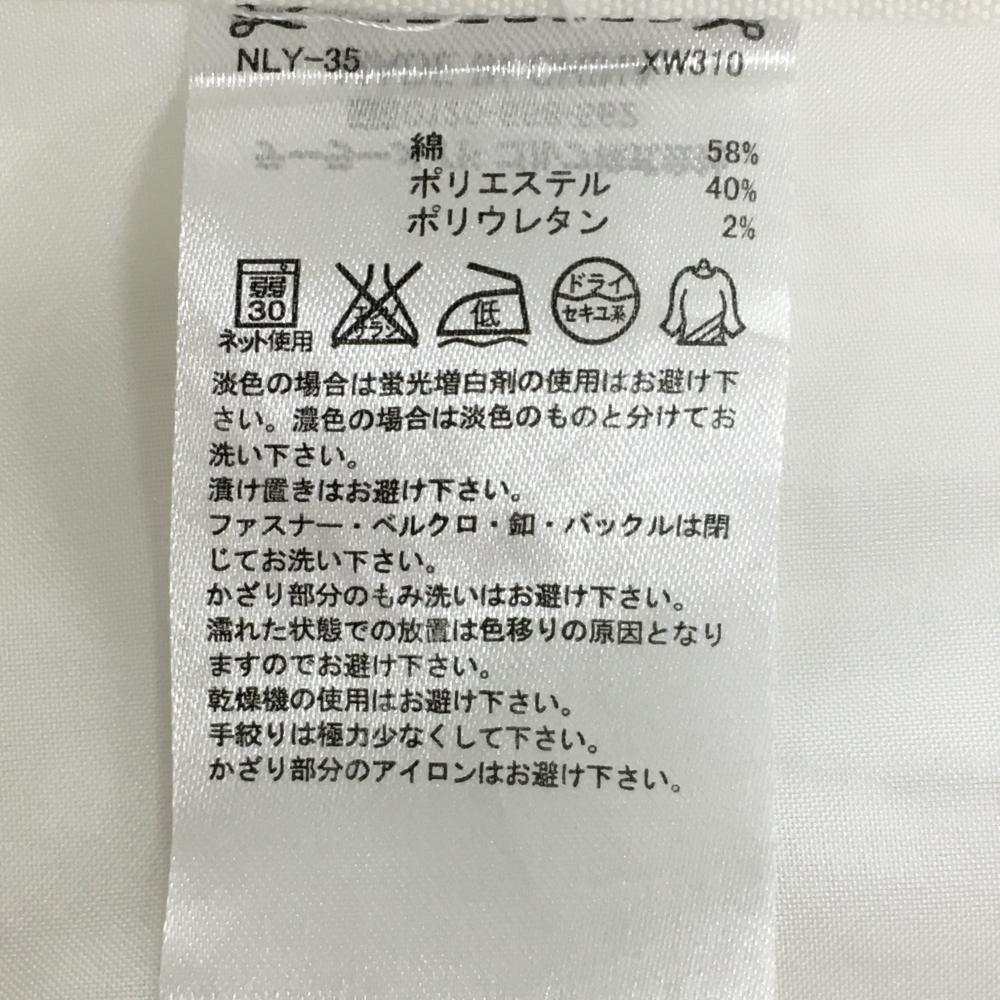 NLY-35 XW310
綿 58%
ポリエステル 40%
ポリウレタン 2%
弱 30 ネット使用
エンソ サラシ
低
ドライ セキユ系
淡色の場合は蛍光増白剤の使用はお避け下
さい。濃色の場合は淡色のものと分けてお
洗い下さい。
漬け置きはお避け下さい。
ファスナー・ベルクロ・釦・バックルは閉
じてお洗い下さい。
かざり部分のもみ洗いはお避け下さい。
濡れた状態での放置は色移りの原因となり
ますのでお避け下さい。
乾燥機の使用はお避け下さい。
手絞りは極力少なくして下さい。
かざり部分のアイロンはお避け下さい。